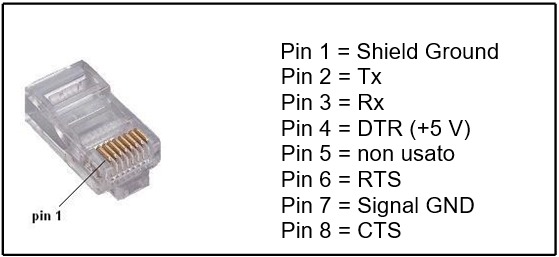 Pin 1 = Shield Ground
Pin 2 = Tx
Pin 3 = Rx
Pin 4 = DTR (+5 V)
Pin 5 = non usato
Pin 6 = RTS
Pin 7 = Signal GND
Pin 8 = CTS
pin 1